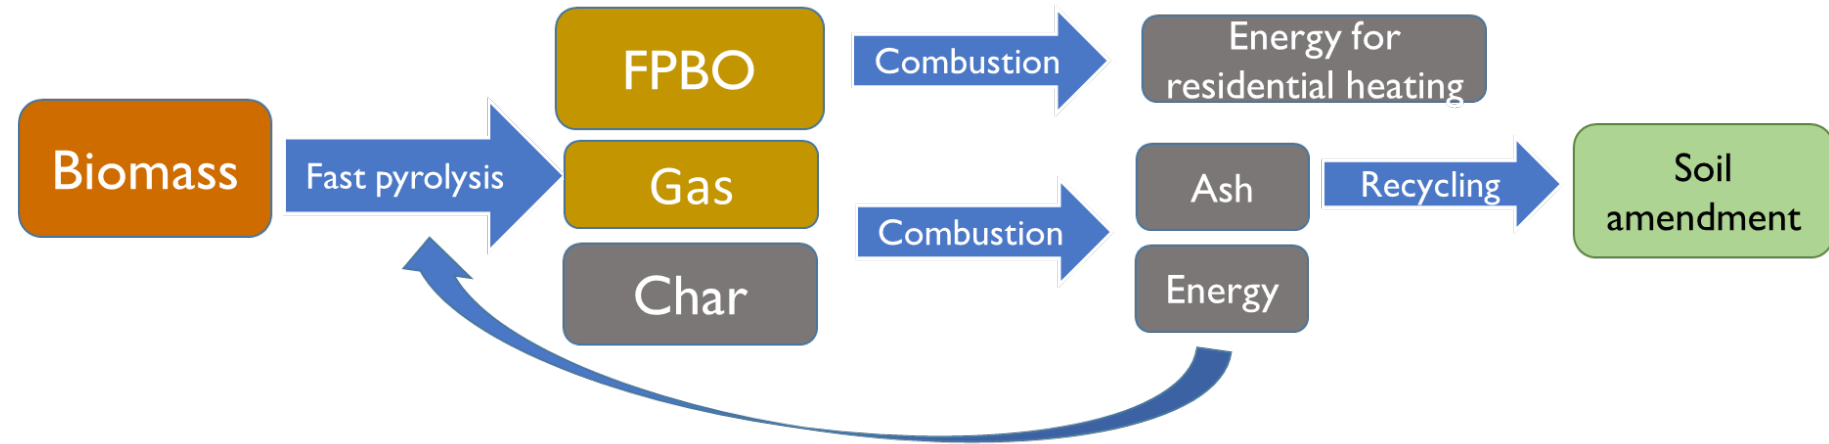 Biomass
Fast pyrolysis
FPBO
Gas
Char
Combustion
Combustion
Energy for
residential heating
Ash
Energy
Recycling
Soil
amendment